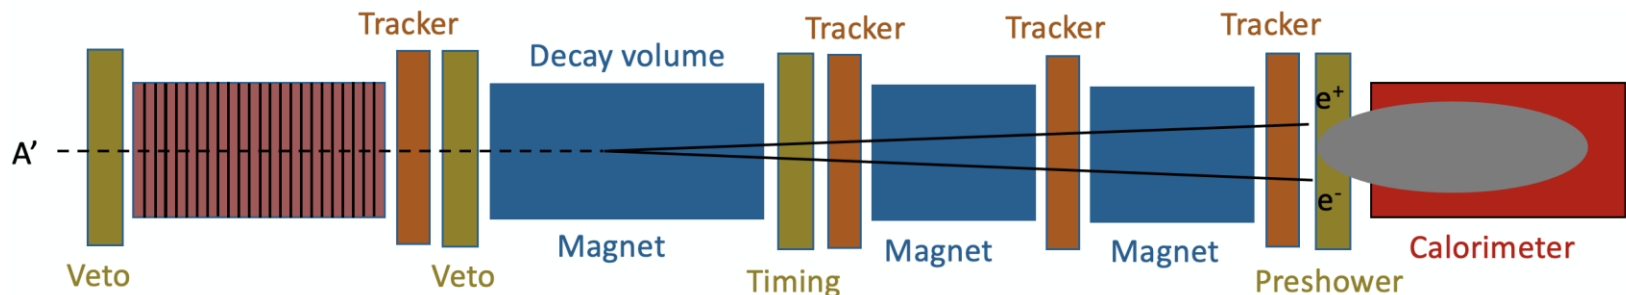 Tracker
Tracker
Tracker
Tracker
Decay volume
e⁺
A’
e⁻
Magnet
Magnet
Magnet
Calorimeter
Veto
Veto
Timing
Preshower